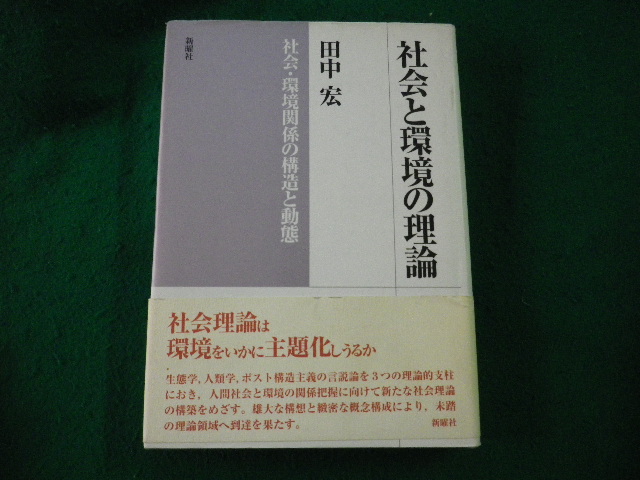 社会と環境の理論
田中 宏
社会・環境関係の構造と動態
新曜社
社会理論は
環境をいかに主題化しうるか
生態学，人類学，ポスト構造主義の言説論を3つの理論的支柱
におき，人間社会と環境の関係把握に向けて新たな社会理論
の構築をめざす。雄大な構想と緻密な概念構成により，未踏
の理論領域へ到達を果たす。
新曜社